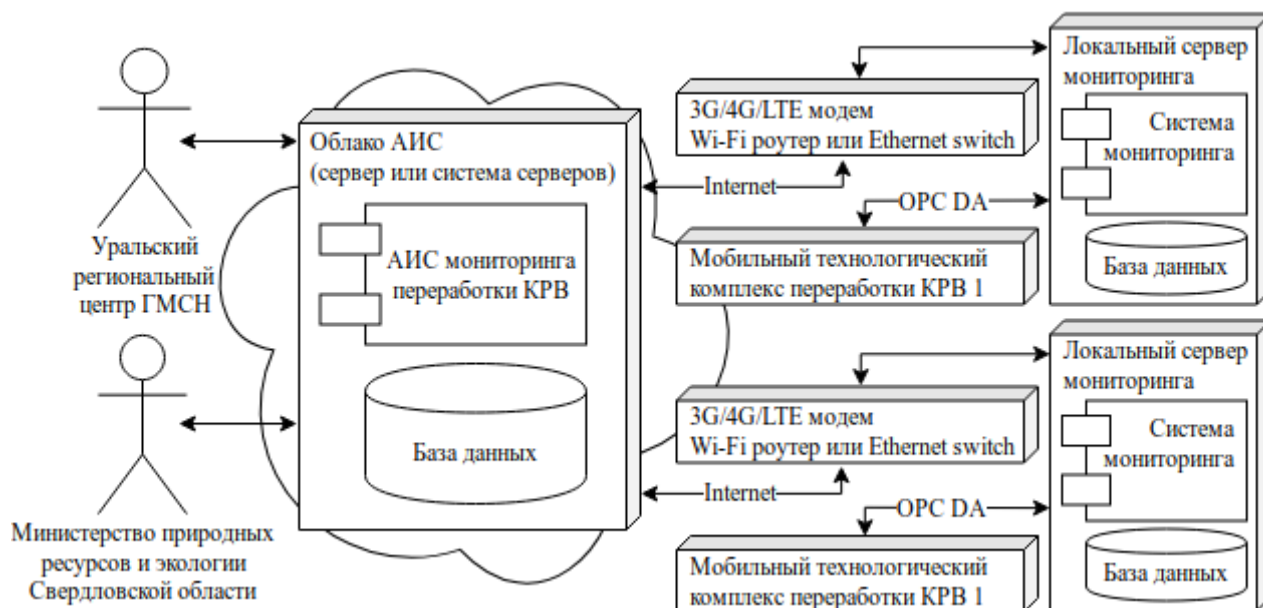 Уральский
региональный
центр ГМСН
Министерство природных
ресурсов и экологии
Свердловской области
Облако АИС
(сервер или система серверов)
АИС мониторинга
переработки КРВ
База данных
3G/4G/LTE модем
Wi-Fi роутер или Ethernet switch
Internet
OPC DA
Мобильный технологический
комплекс переработки КРВ 1
Локальный сервер
мониторинга
Система
мониторинга
База данных
3G/4G/LTE модем
Wi-Fi роутер или Ethernet switch
Internet
OPC DA
Мобильный технологический
комплекс переработки КРВ 1
Локальный сервер
мониторинга
Система
мониторинга
База данных